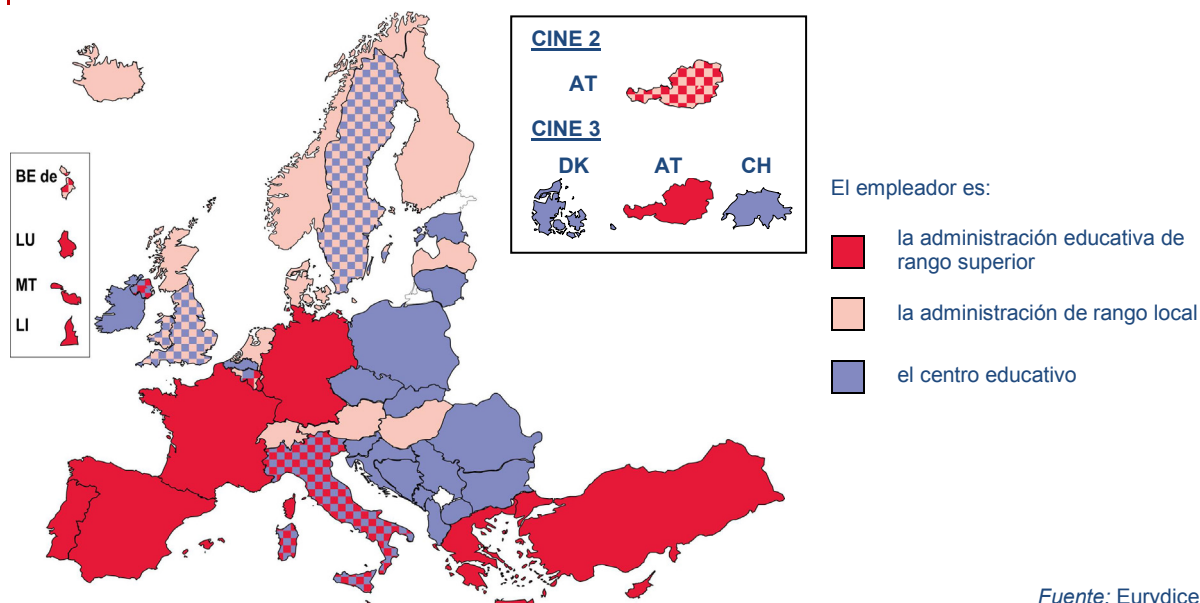 CINE 2
AT
CINE 3
DK AT CH
BE de
LU
MT
LI
El empleador es:
la administración educativa de
rango superior
la administración de rango local
el centro educativo
Fuente: Eurydice